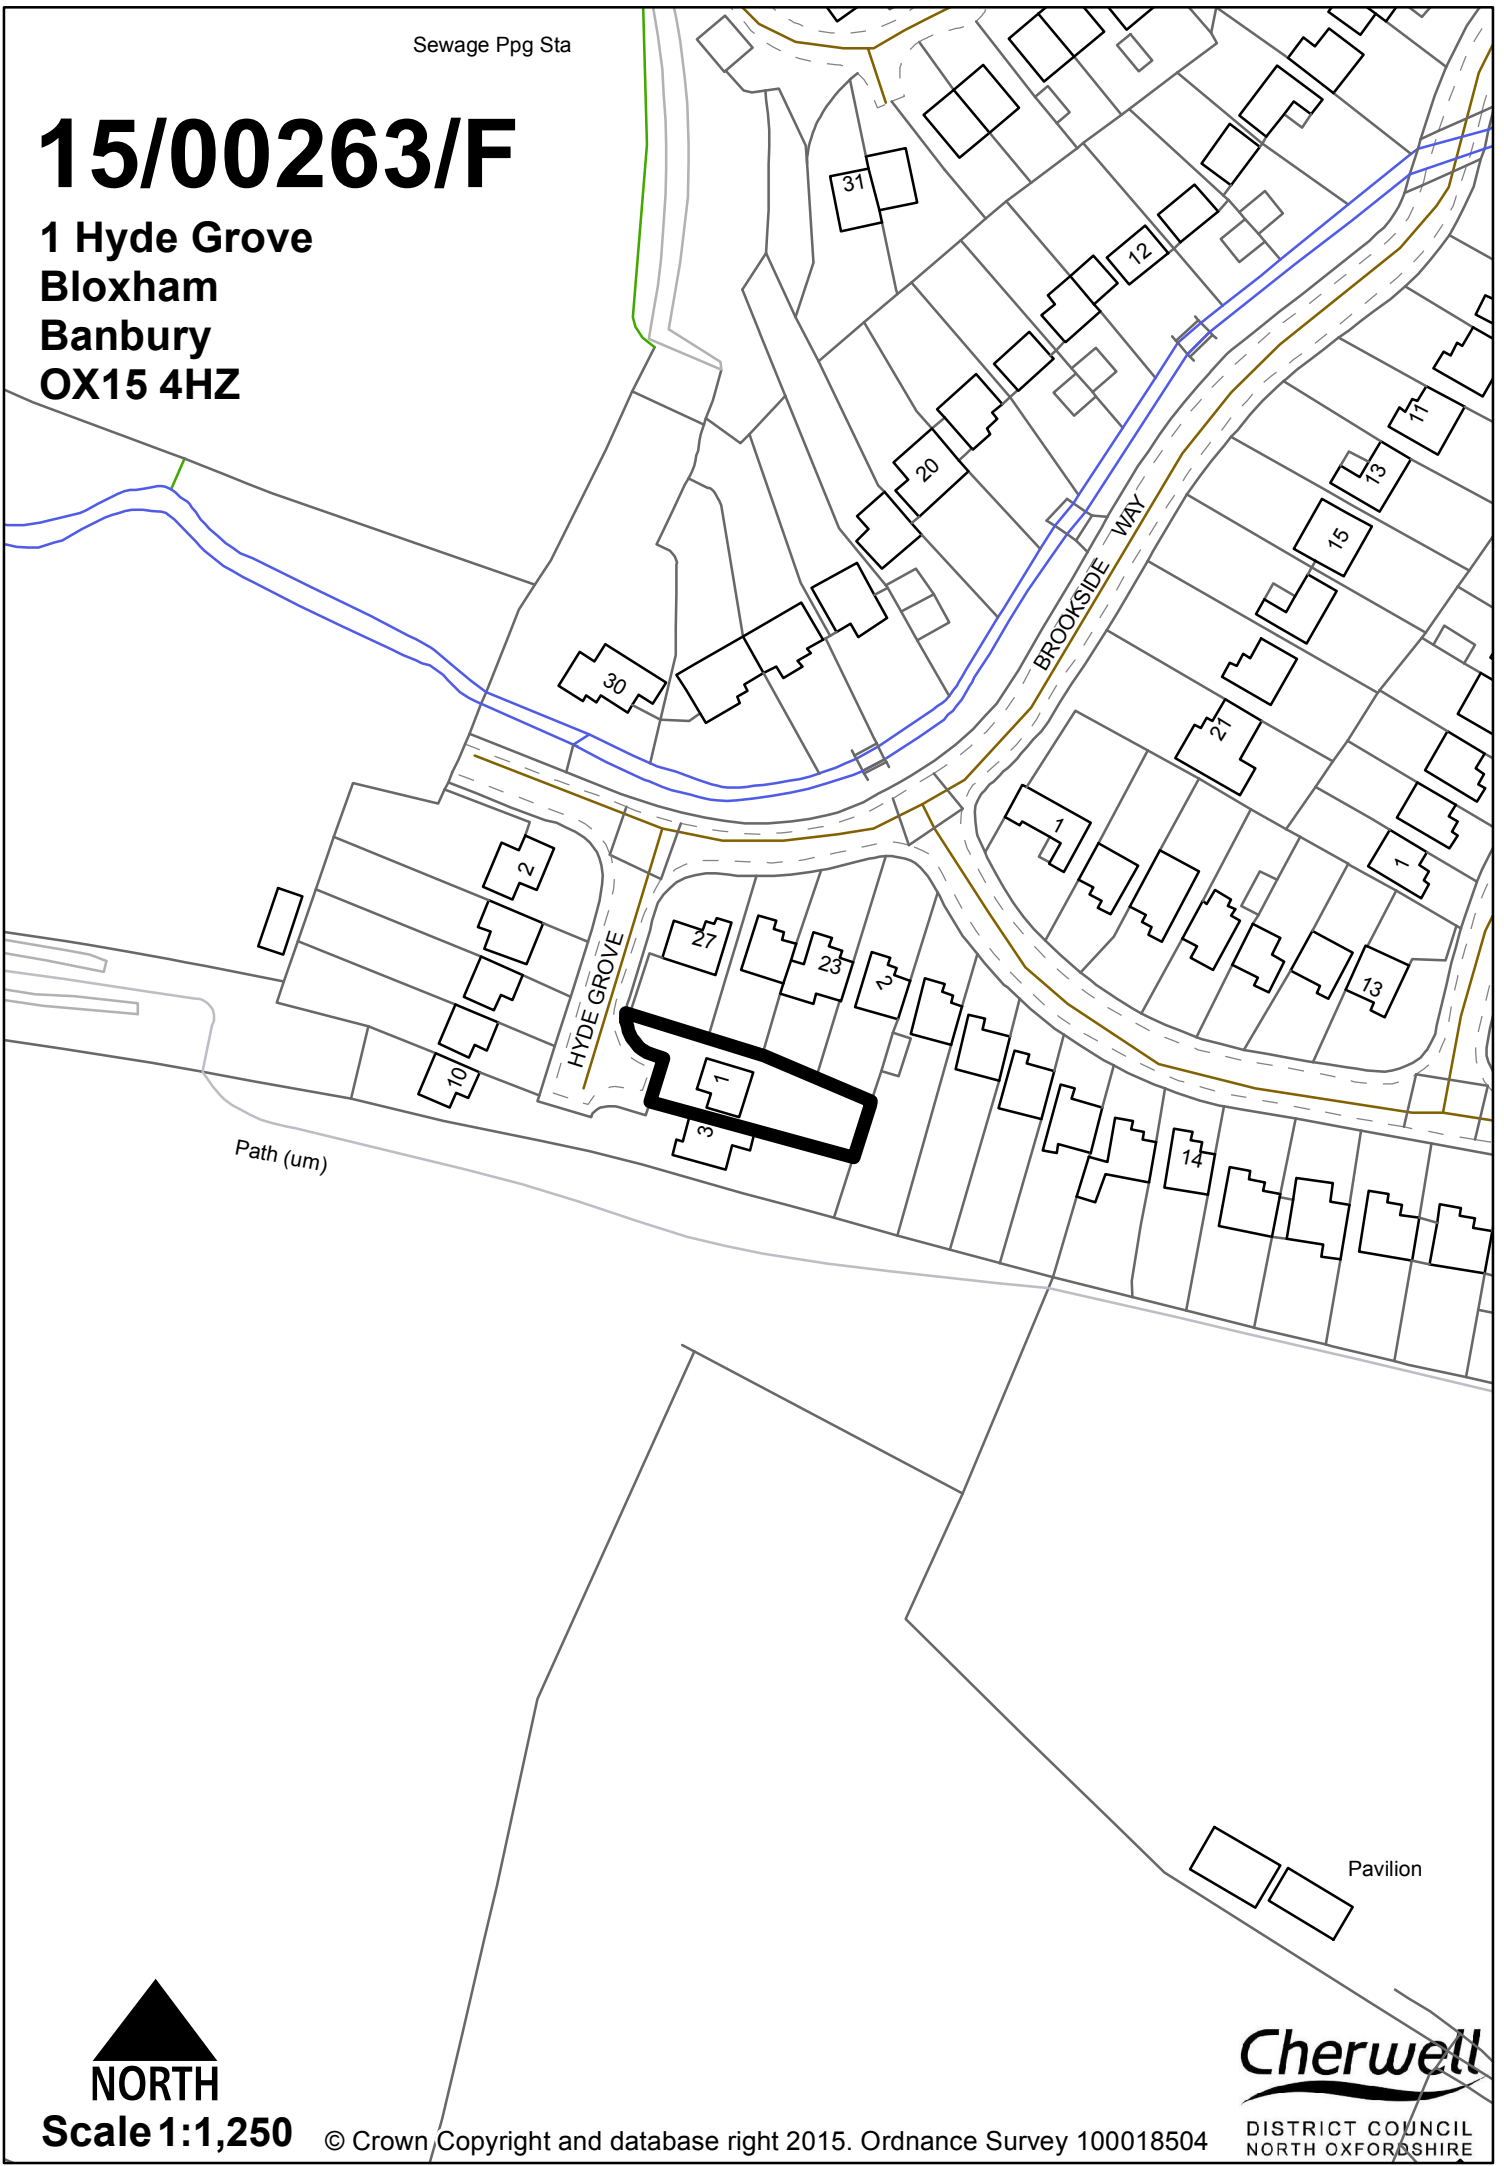 Sewage Ppg Sta
15/00263/F
1 Hyde Grove
Bloxham
Banbury
OX15 4HZ
31
12
11
13
20
15
BROOKSIDE WAY
30
21
1
2
1
27
23
2
13
HYDE GROVE
10
1
3
14
Path (um)
Pavilion
NORTH
Scale 1:1,250
© Crown Copyright and database right 2015. Ordnance Survey 100018504
Cherwell
DISTRICT COUNCIL
NORTH OXFORDSHIRE